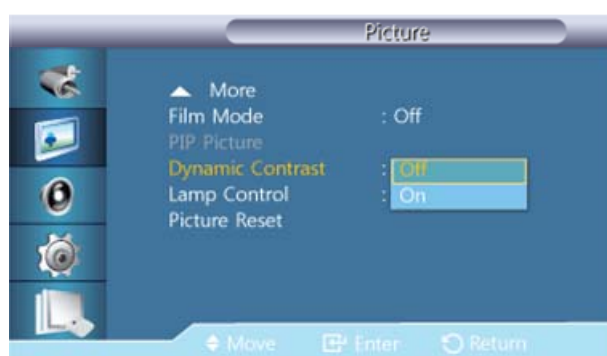 Picture
▲ More
Film Mode : Off
PIP Picture
Dynamic Contrast : Off
Lamp Control : On
Picture Reset
Move Enter Return